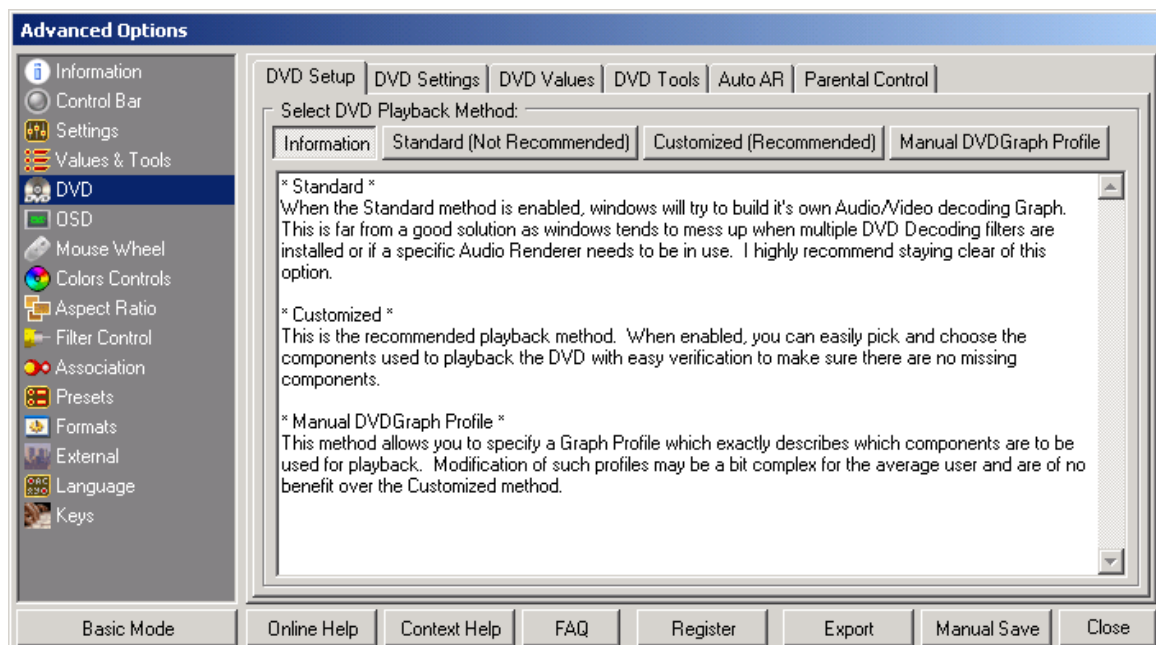 Advanced Options
Information
Control Bar
Settings
Values & Tools
DVD
OSD
Mouse Wheel
Colors Controls
Aspect Ratio
Filter Control
Association
Presets
Formats
External
Language
Keys
DVD Setup
DVD Settings
DVD Values
DVD Tools
Auto AR
Parental Control
Select DVD Playback Method:
Information
Standard (Not Recommended)
Customized (Recommended)
Manual DVDGraph Profile
* Standard *
When the Standard method is enabled, windows will try to build it's own Audio/Video decoding Graph.
This is far from a good solution as windows tends to mess up when multiple DVD Decoding filters are
installed or if a specific Audio Renderer needs to be in use.  I highly recommend staying clear of this
option.
* Customized *
This is the recommended playback method.  When enabled, you can easily pick and choose the
components used to playback the DVD with easy verification to make sure there are no missing
components.
* Manual DVDGraph Profile *
This method allows you to specify a Graph Profile which exactly describes which components are to be
used for playback.  Modification of such profiles may be a bit complex for the average user and are of no
benefit over the Customized method.
Basic Mode
Online Help
Context Help
FAQ
Register
Export
Manual Save
Close